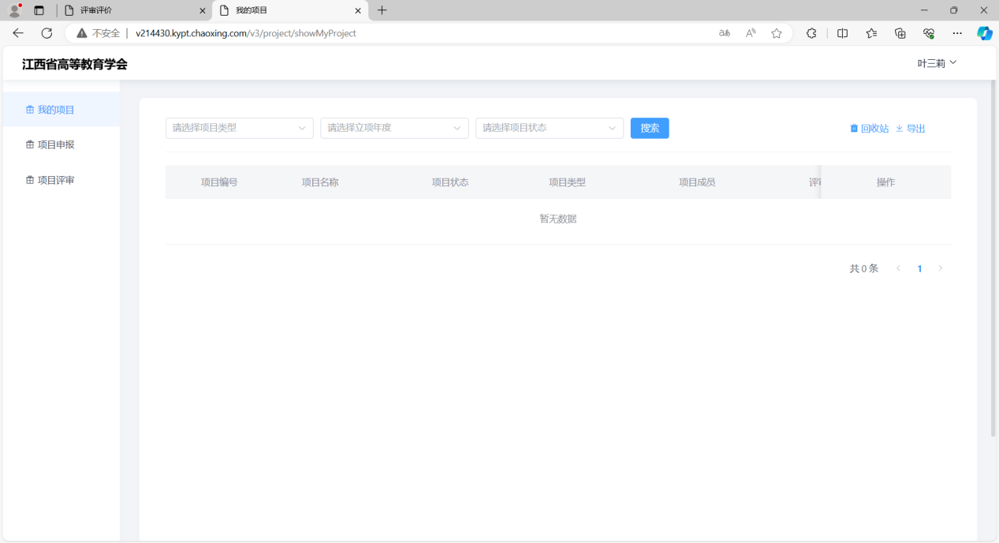 评审评价
我的项目
不安全 v214430.kypt.chaoxing.com/v3/project/showMyProject
江西省高等教育学会
叶三莉
我的项目
项目申报
项目评审
请选择项目类型 请选择立项年度 请选择项目状态 搜索 回收站 导出
项目编号 项目名称 项目状态 项目类型 项目成员 评 操作
暂无数据
共 0 条 1